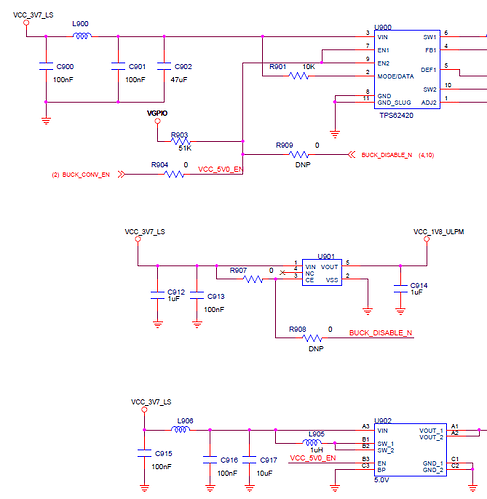 VCC_3V7_LS
L900
U900
3 VIN SW1 6
7 EN1 FB1 4
9 EN2
R901 10K 2 MODE/DATA DEF1 5
SW2 10
8 GND
11 GND_SLUG ADJ2 1
TPS62420
C900 C901 C902
100nF 100nF 47uF
VGPIO
R903
51K
R904 0 VCC_5V0_EN
(2) BUCK_CONV_EN
R909 0
DNP
BUCK_DISABLE_N (4,10)
VCC_3V7_LS VCC_1V8_ULPM
U901
1 VIN VOUT 5
4 NC
3 CE VSS 2
R907 0
C912
1uF
C913
100nF
C914
1uF
R908 0
DNP
BUCK_DISABLE_N
VCC_3V7_LS
L906
U902
A3 VIN VOUT_1 A1
VOUT_2 A2
L905
1uH
B1 SW_1
B2 SW_2
VCC_5V0_EN B3 EN GND_1 C1
C3 BP GND_2 C2
5.0V
C915
100nF
C916
100nF
C917
10uF